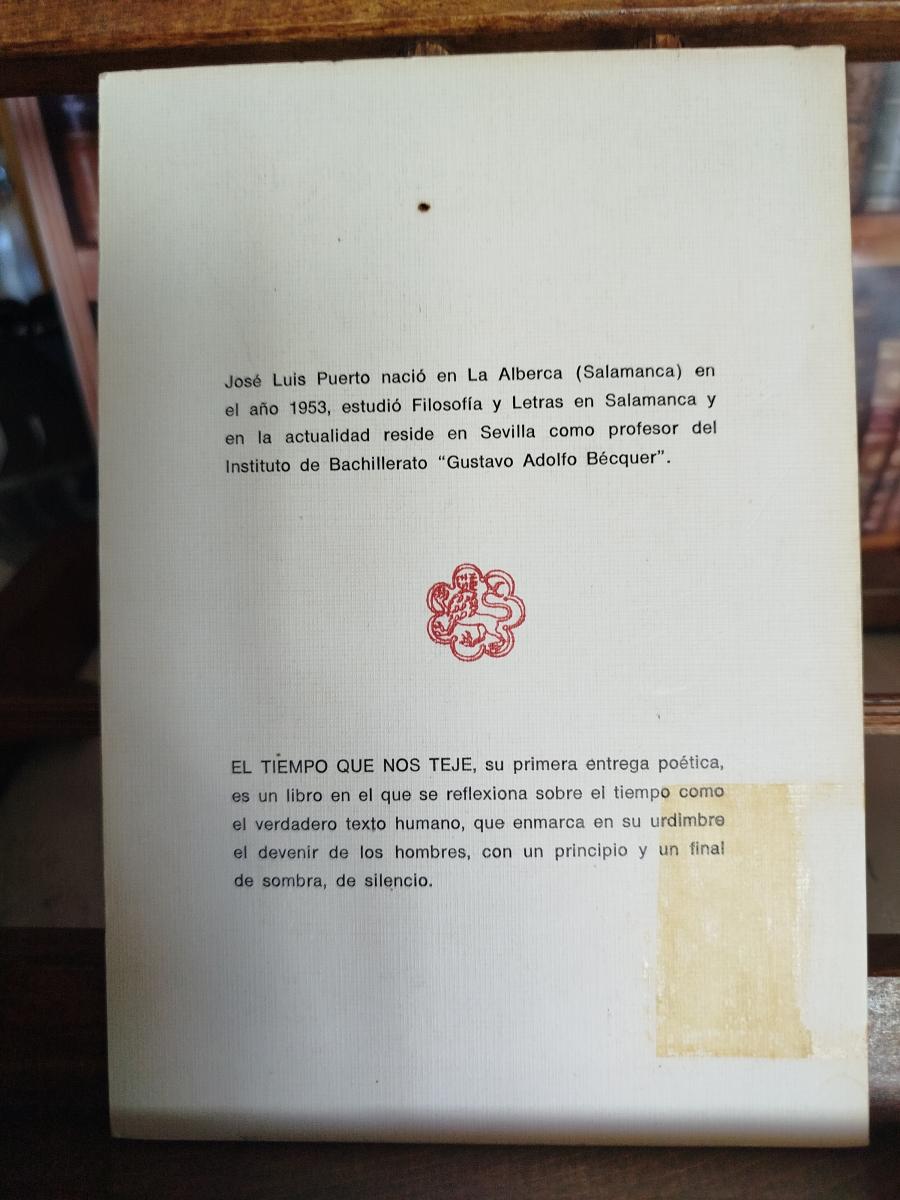 José Luis Puerto nació en La Alberca (Salamanca) en
el año 1953, estudió Filosofía y Letras en Salamanca y
en la actualidad reside en Sevilla como profesor del
Instituto de Bachillerato “Gustavo Adolfo Bécquer”.
EL TIEMPO QUE NOS TEJE, su primera entrega poética,
es un libro en el que se reflexiona sobre el tiempo como
el verdadero texto humano, que enmarca en su urdimbre
el devenir de los hombres, con un principio y un final
de sombra, de silencio.